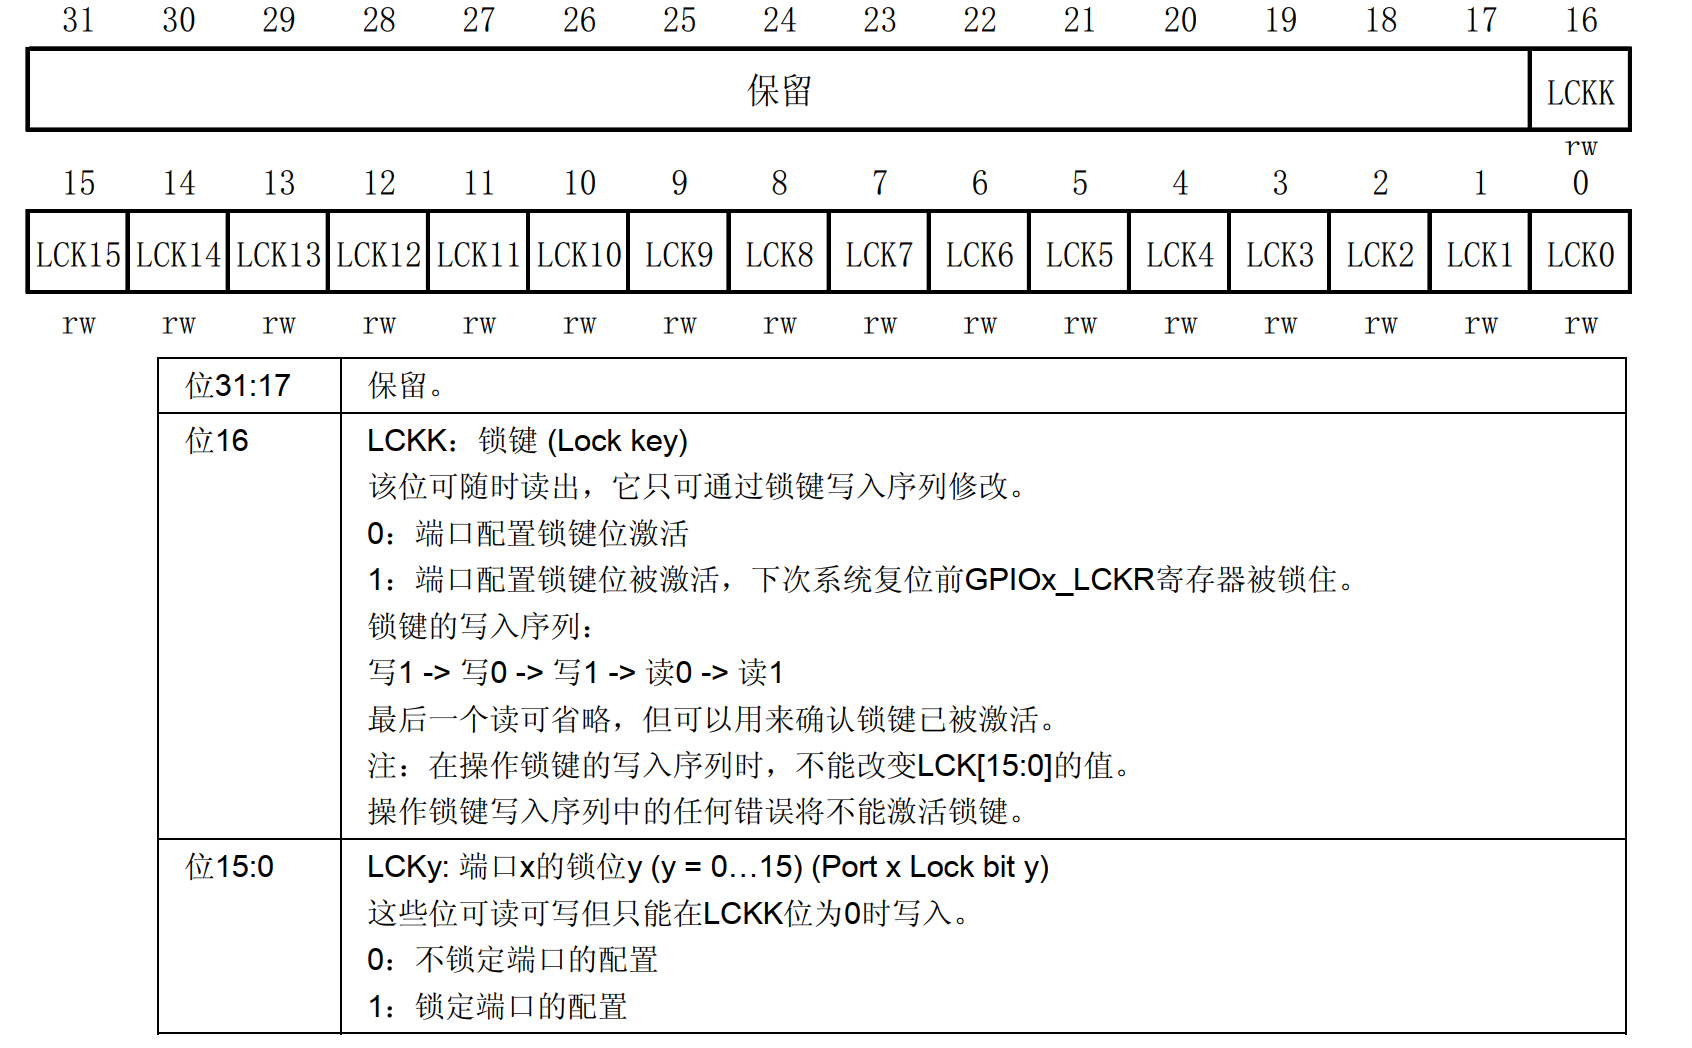 31 30 29 28 27 26 25 24 23 22 21 20 19 18 17 16
保留 LCKK
rw
15 14 13 12 11 10 9 8 7 6 5 4 3 2 1 0
LCK15 LCK14 LCK13 LCK12 LCK11 LCK10 LCK9 LCK8 LCK7 LCK6 LCK5 LCK4 LCK3 LCK2 LCK1 LCK0
rw rw rw rw rw rw rw rw rw rw rw rw rw rw rw rw
位31:17 保留。
位16 LCKK：锁键 (Lock key)
该位可随时读出，它只可通过锁键写入序列修改。
0：端口配置锁键位激活
1：端口配置锁键位被激活，下次系统复位前GPIOx_LCKR寄存器被锁住。
锁键的写入序列：
写1 -> 写0 -> 写1 -> 读0 -> 读1
最后一个读可省略，但可以用来确认锁键已被激活。
注：在操作锁键的写入序列时，不能改变LCK[15:0]的值。
操作锁键写入序列中的任何错误将不能激活锁键。
位15:0 LCKy: 端口x的锁位y (y = 0…15) (Port x Lock bit y)
这些位可读可写但只能在LCKK位为0时写入。
0：不锁定端口的配置
1：锁定端口的配置